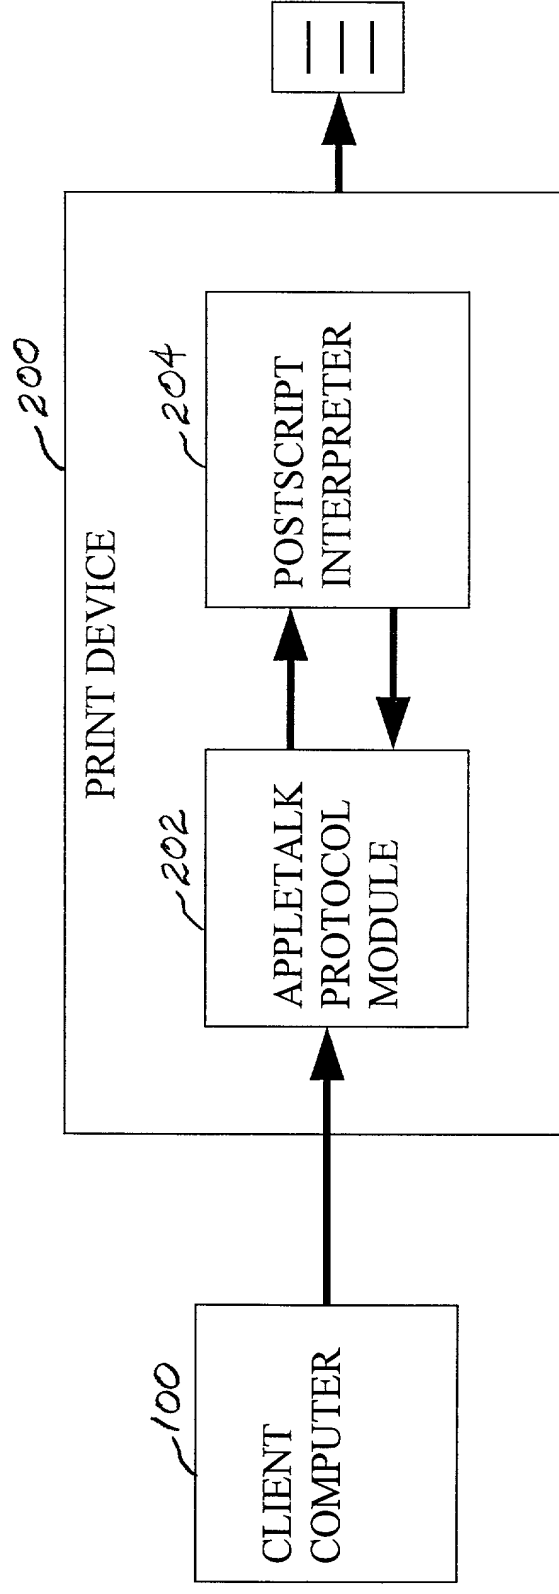 200
PRINT DEVICE
100
CLIENT
COMPUTER
202
APPLETALK
PROTOCOL
MODULE
204
POSTSCRIPT
INTERPRETER